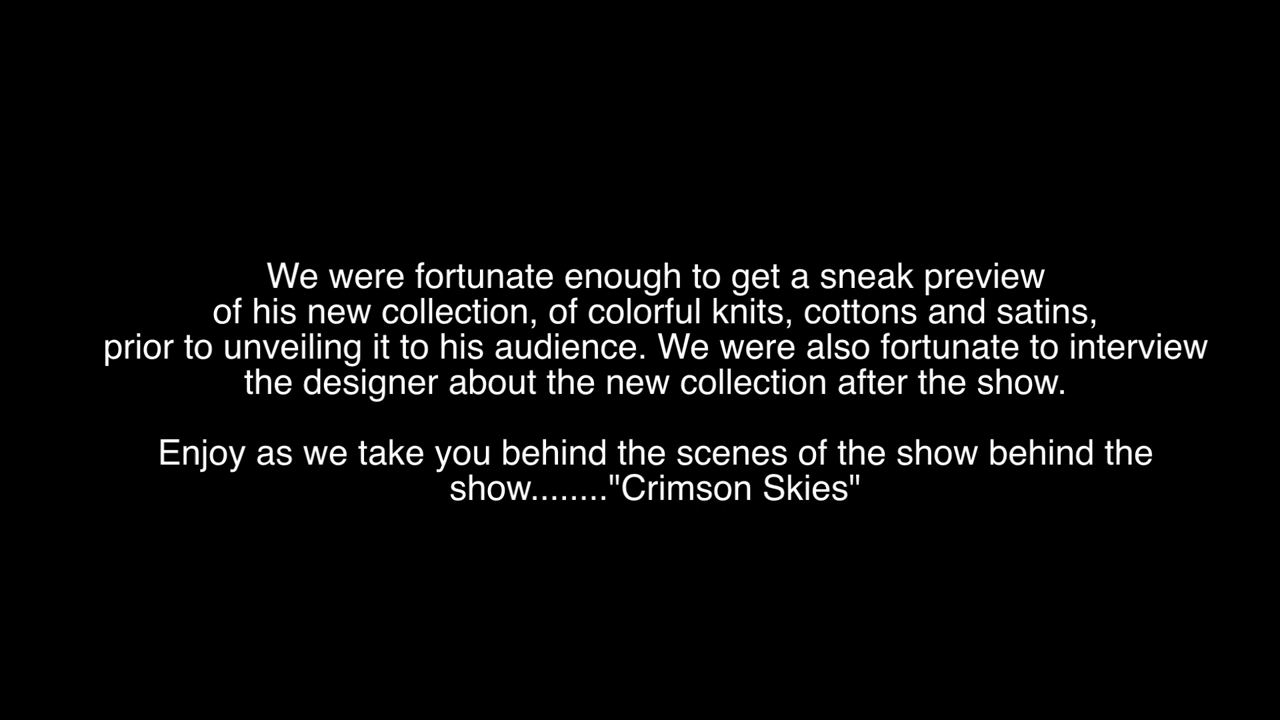 We were fortunate enough to get a sneak preview
of his new collection, of colorful knits, cottons and satins,
prior to unveiling it to his audience. We were also fortunate to interview
the designer about the new collection after the show.
Enjoy as we take you behind the scenes of the show behind the
show........"Crimson Skies"